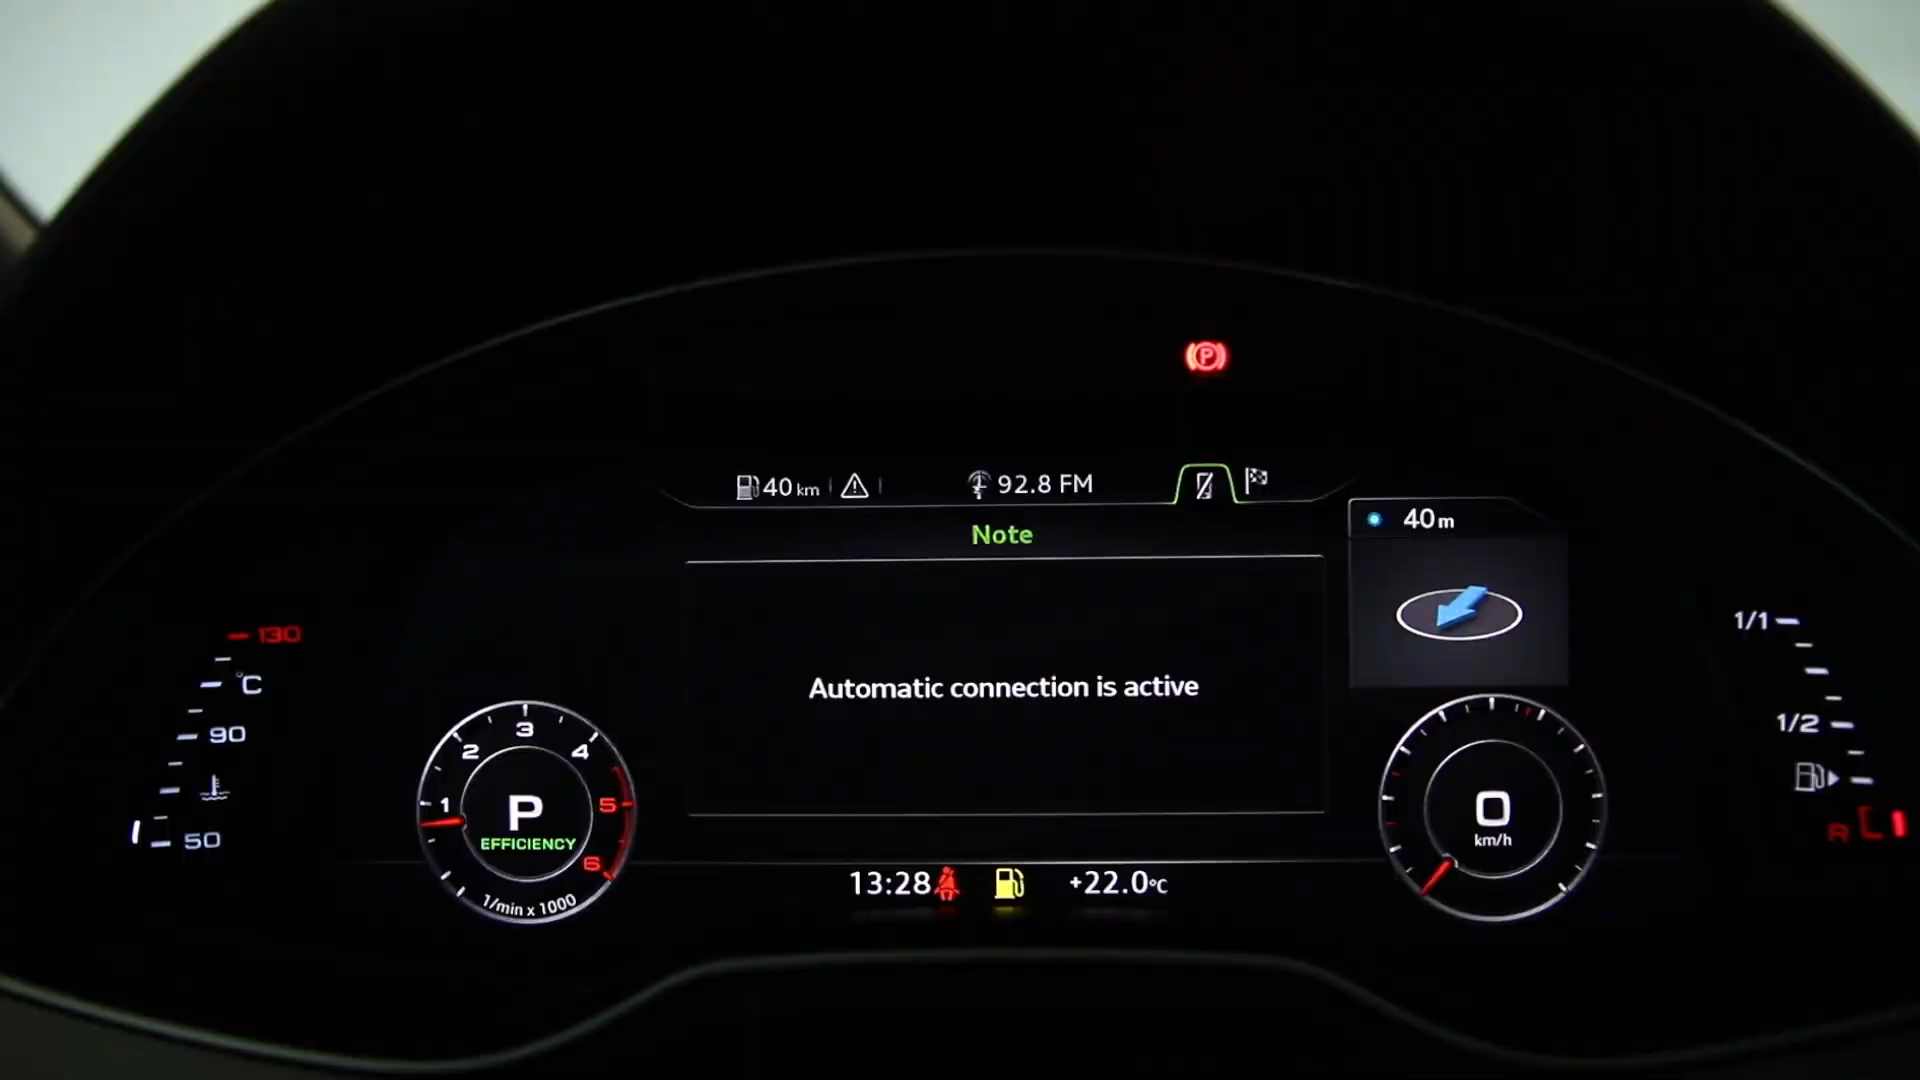 P
40 km
92.8 FM
Note
40 m
Automatic connection is active
130
°C
90
50
1
2
3
4
5
6
P
EFFICIENCY
1/min x 1000
0
km/h
1/1
1/2
R
13:28
+22.0°C